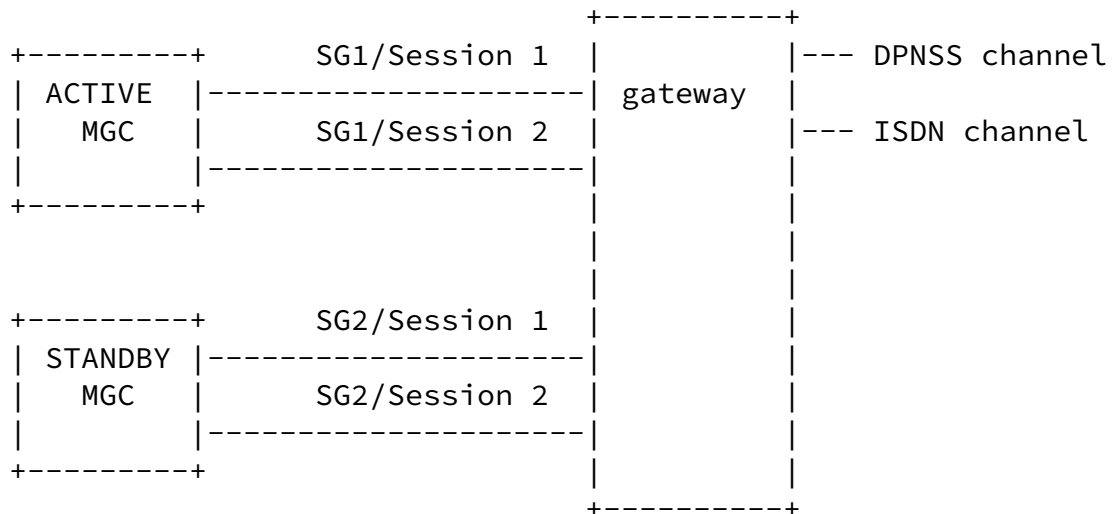 SG1/Session 1 --- DPNSS channel
ACTIVE gateway
MGC SG1/Session 2 --- ISDN channel
SG2/Session 1
STANDBY
MGC SG2/Session 2